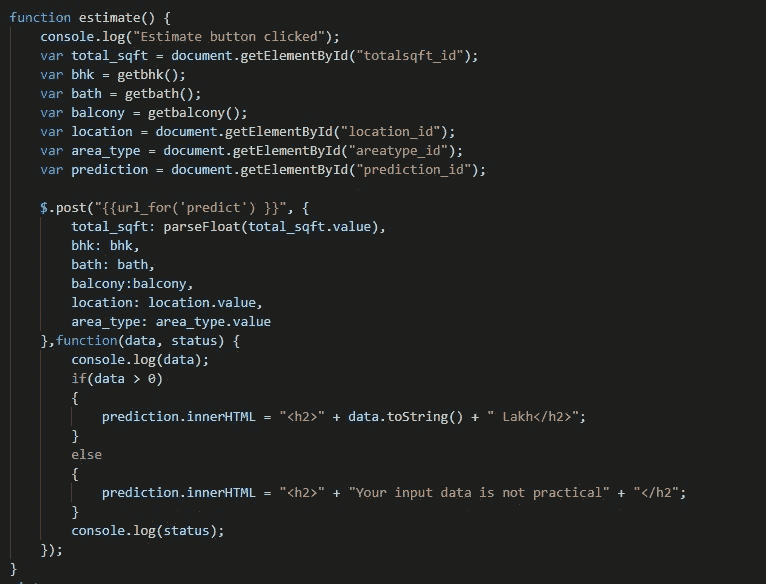 function estimate() {
    console.log("Estimate button clicked");
    var total_sqft = document.getElementById("totalsqft_id");
    var bhk = getbhk();
    var bath = getbath();
    var balcony = getbalcony();
    var location = document.getElementById("location_id");
    var area_type = document.getElementById("areatype_id");
    var prediction = document.getElementById("prediction_id");

    $.post("{{url_for('predict') }}", {
        total_sqft: parseFloat(total_sqft.value),
        bhk: bhk,
        bath: bath,
        balcony:balcony,
        location: location.value,
        area_type: area_type.value
    },function(data, status) {
        console.log(data);
        if(data > 0)
        {
            prediction.innerHTML = "<h2>" + data.toString() + " Lakh</h2>";
        }
        else
        {
            prediction.innerHTML = "<h2>" + "Your input data is not practical" + "</h2";
        }
        console.log(status);
    });
}